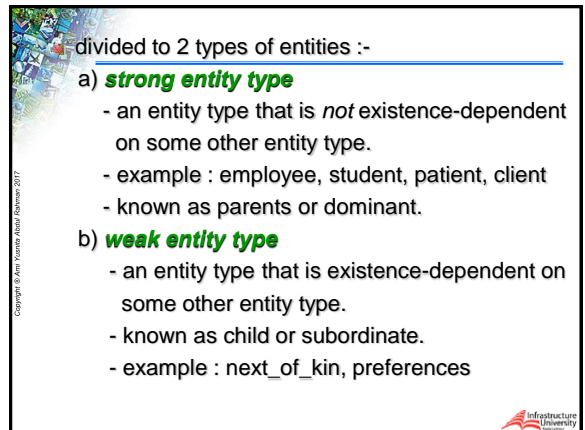 divided to 2 types of entities :-
a) strong entity type
- an entity type that is not existence-dependent
on some other entity type.
- example : employee, student, patient, client
- known as parents or dominant.
b) weak entity type
- an entity type that is existence-dependent on
some other entity type.
- known as child or subordinate.
- example : next_of_kin, preferences
Copyright ® Ami Yusnita Abdul Rahman 2017
Infrastructure
University